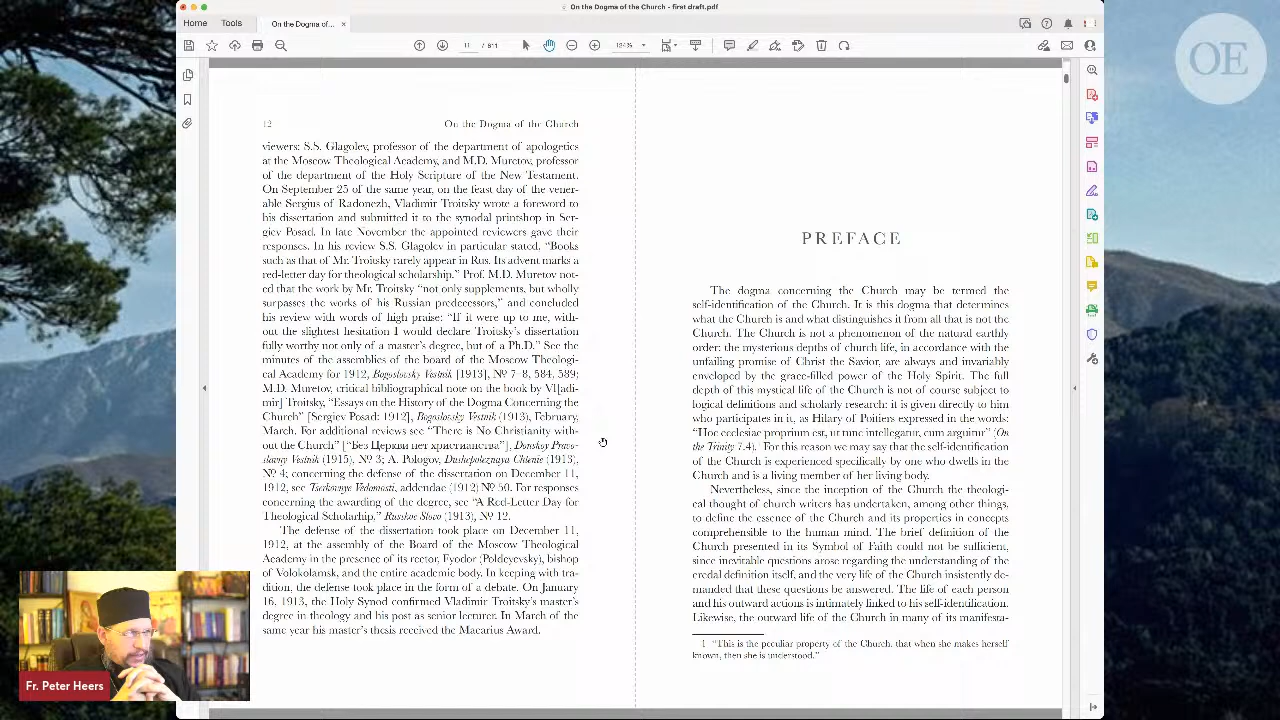 On the Dogma of the Church - first draft.pdf
Home Tools On the Dogma of...
OE
12 On the Dogma of the Church
viewers: S.S. Glagolev, professor of the department of apologetics
at the Moscow Theological Academy, and M.D. Muretov, professor
of the department of the Holy Scripture of the New Testament.
On September 25 of the same year, on the feast day of the vener-
able Sergius of Radonezh, Vladimir Troitsky wrote a foreword to
his dissertation and submitted it to the synodal printshop in Ser-
giev Posad. In late November the appointed reviewers gave their
responses. In his review S.S. Glagolev in particular stated, “Books
such as that of Mr. Troitsky rarely appear in Rus. Its advent marks a
red-letter day for theological scholarship.” Prof. M.D. Muretov not-
ed that the work by Mr. Troitsky “not only supplements, but wholly
surpasses the works of his Russian predecessors,” and concluded
his review with words of high praise: “If it were up to me, with-
out the slightest hesitation I would declare Troitsky’s dissertation
fully worthy not only of a master’s degree, but of a Ph.D.” See the
minutes of the assemblies of the board of the Moscow Theologi-
cal Academy for 1912, Bogoslovsky Vestnik [1913], № 7–8, 584, 589;
M.D. Muretov, critical bibliographical note on the book by Vl[adi-
mir] Troitsky, “Essays on the History of the Dogma Concerning the
Church” [Sergiev Posad: 1912], Bogoslovsky Vestnik (1913), February,
March. For additional reviews see “There is No Christianity with-
out the Church” [“Без Церкви нет христианства”], Donskoy Pravo-
slavny Vestnik (1915), № 3; A. Pologov, Dushepoleznoya Chtenie (1913),
№ 4; concerning the defense of the dissertation on December 11,
1912, see Tserkovnye Vedomosti, addendae (1912) № 50. For responses
concerning the awarding of the degree, see “A Red-Letter Day for
Theological Scholarhip,” Russkoe Slovo (1913), № 12.
The defense of the dissertation took place on December 11,
1912, at the assembly of the Board of the Moscow Theological
Academy in the presence of its rector, Fyodor (Poldeyevsky), bishop
of Volokolamsk, and the entire academic body. In keeping with tra-
dition, the defense took place in the form of a debate. On January
16, 1913, the Holy Synod confirmed Vladimir Troitsky’s master’s
degree in theology and his post as senior lecturer. In March of the
same year his master’s thesis received the Macarius Award.
PREFACE
The dogma concerning the Church may be termed the
self-identification of the Church. It is this dogma that determines
what the Church is and what distinguishes it from all that is not the
Church. The Church is not a phenomenon of the natural earthly
order: the mysterious depths of church life, in accordance with the
unfailing promise of Christ the Savior, are always and invariably
enveloped by the grace-filled power of the Holy Spirit. The full
depth of this mystical life of the Church is not of course subject to
logical definitions and scholarly research: it is given directly to him
who participates in it, as Hilary of Poitiers expressed in the words:
“Hoc ecclesiae proprium est, ut tunc intellegatur, cum arguitur” (On
the Trinity 7.4). For this reason we may say that the self-identification
of the Church is experienced specifically by one who dwells in the
Church and is a living member of her living body.
Nevertheless, since the inception of the Church the theologi-
cal thought of church writers has undertaken, among other things,
to define the essence of the Church and its properties in concepts
comprehensible to the human mind. The brief definition of the
Church presented in its Symbol of Faith could not be sufficient,
since inevitable questions arose regarding the understanding of the
credal definition itself, and the very life of the Church insistently de-
manded that these questions be answered. The life of each person
and his outward actions is intimately linked to his self-identification.
Likewise, the outward life of the Church in many of its manifesta-
1 “This is the peculiar property of the Church, that when she makes herself
known, then she is understood.”
Fr. Peter Heers